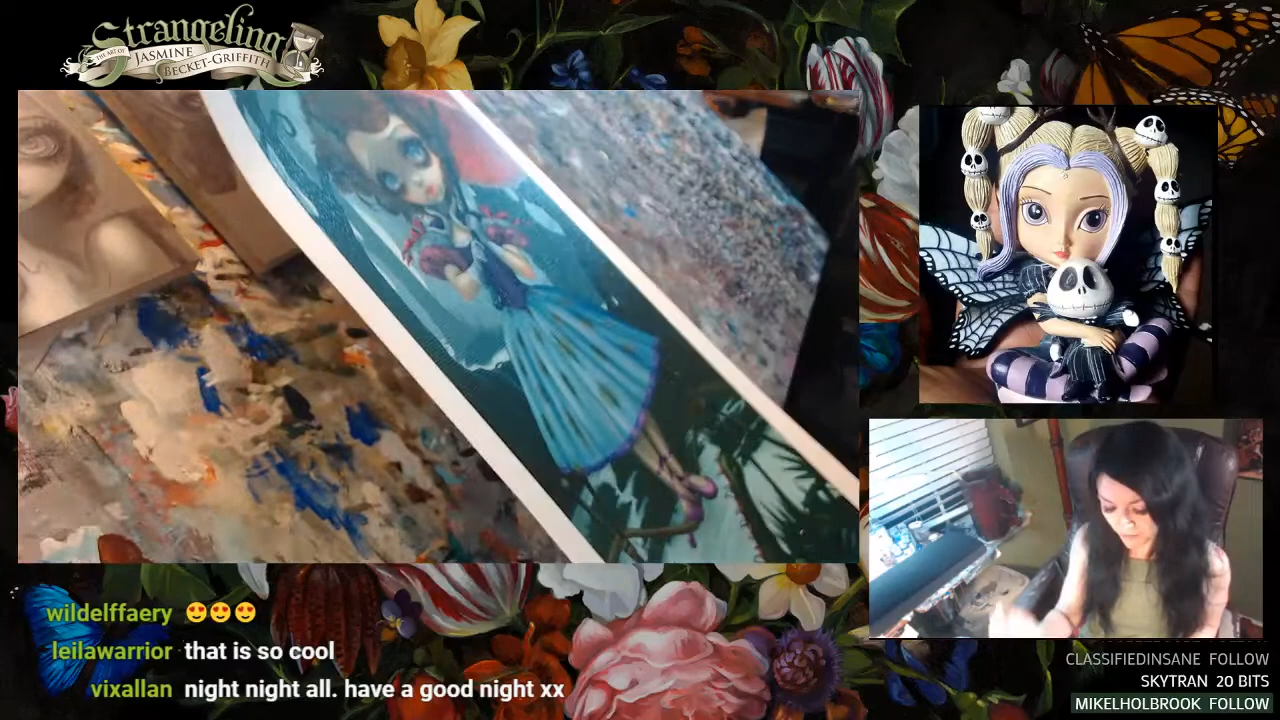 Strangeling
THE ART OF
JASMINE
BECKET-GRIFFITH
wildelffaery 😍😍😍
leilawarrior that is so cool
vixallan night night all. have a good night xx
CLASSIFIEDINSANE FOLLOW
SKYTRAN 20 BITS
MIKELHOLBROOK FOLLOW